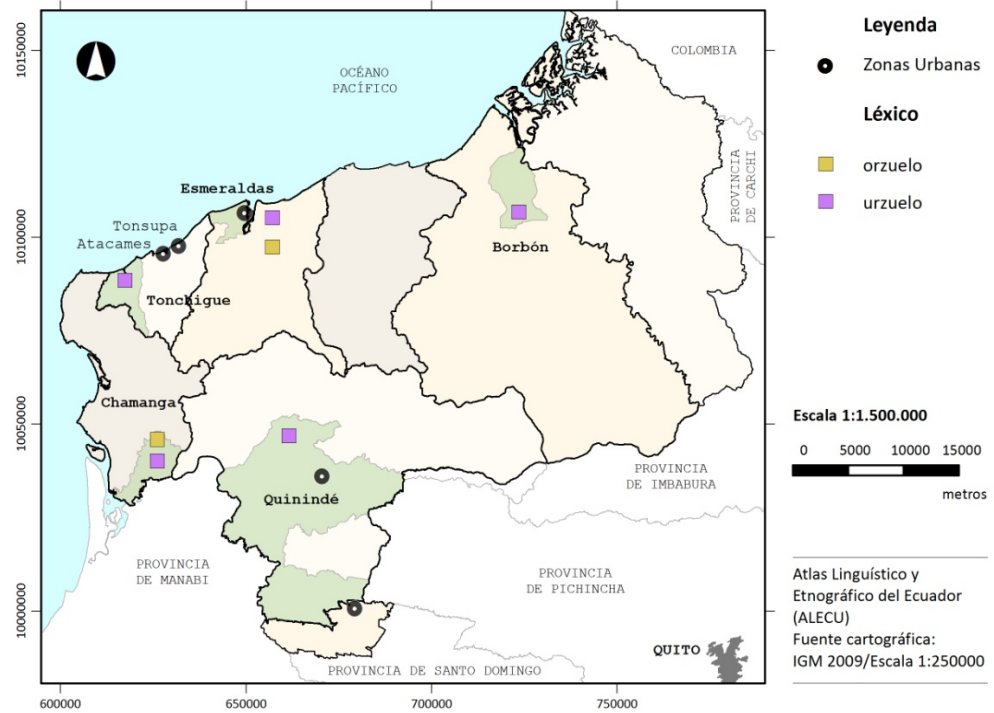 10150000
10100000
10050000
10000000
600000
650000
700000
750000
OCÉANO
PACÍFICO
COLOMBIA
PROVINCIA
DE CARCHI
Esmeraldas
Tonsupa
Atacames
Tonchigue
Borbón
Chamanga
Quinindé
PROVINCIA
DE IMBABURA
PROVINCIA
DE MANABI
PROVINCIA
DE PICHINCHA
QUITO
PROVINCIA DE SANTO DOMINGO
Leyenda
Zonas Urbanas
Léxico
orzuelo
urzuelo
Escala 1:1.500.000
0 5000 10000 15000
metros
Atlas Linguístico y
Etnográfico del Ecuador
(ALECU)
Fuente cartográfica:
IGM 2009/Escala 1:250000